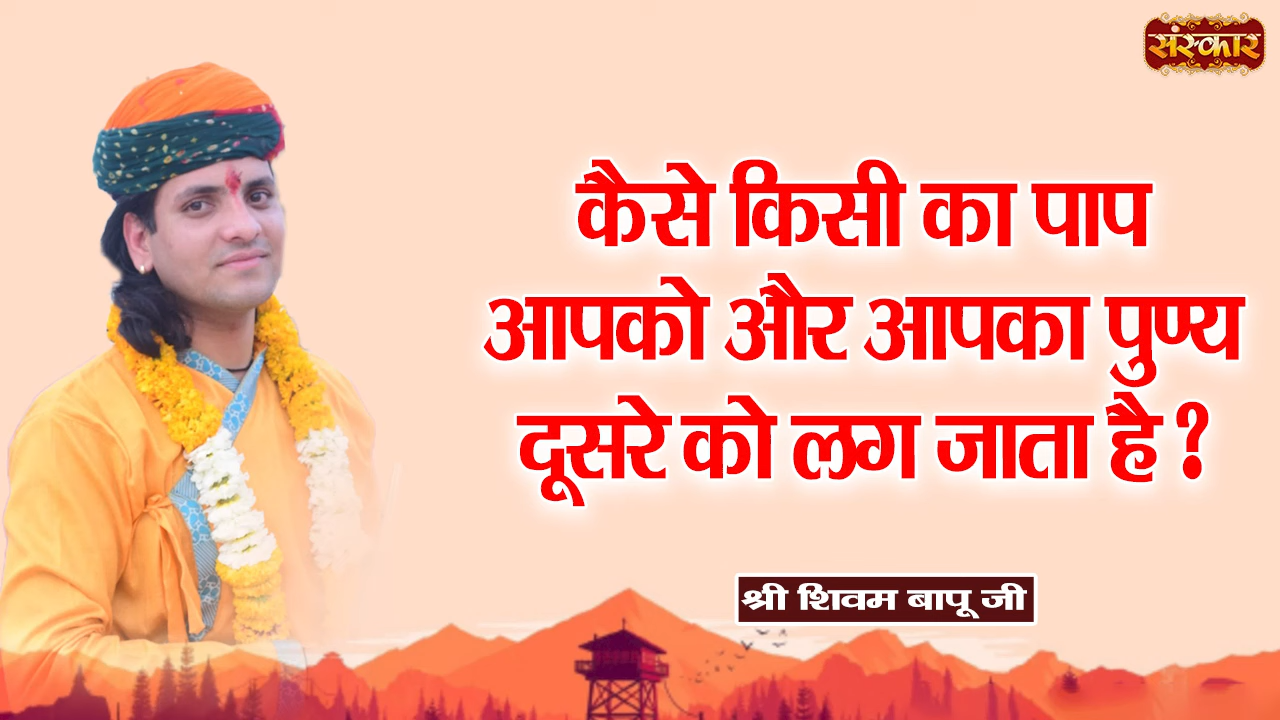 संस्कार
कैसे किसी का पाप
आपको और आपका पुण्य
दूसरे को लग जाता है ?
श्री शिवम बापू जी